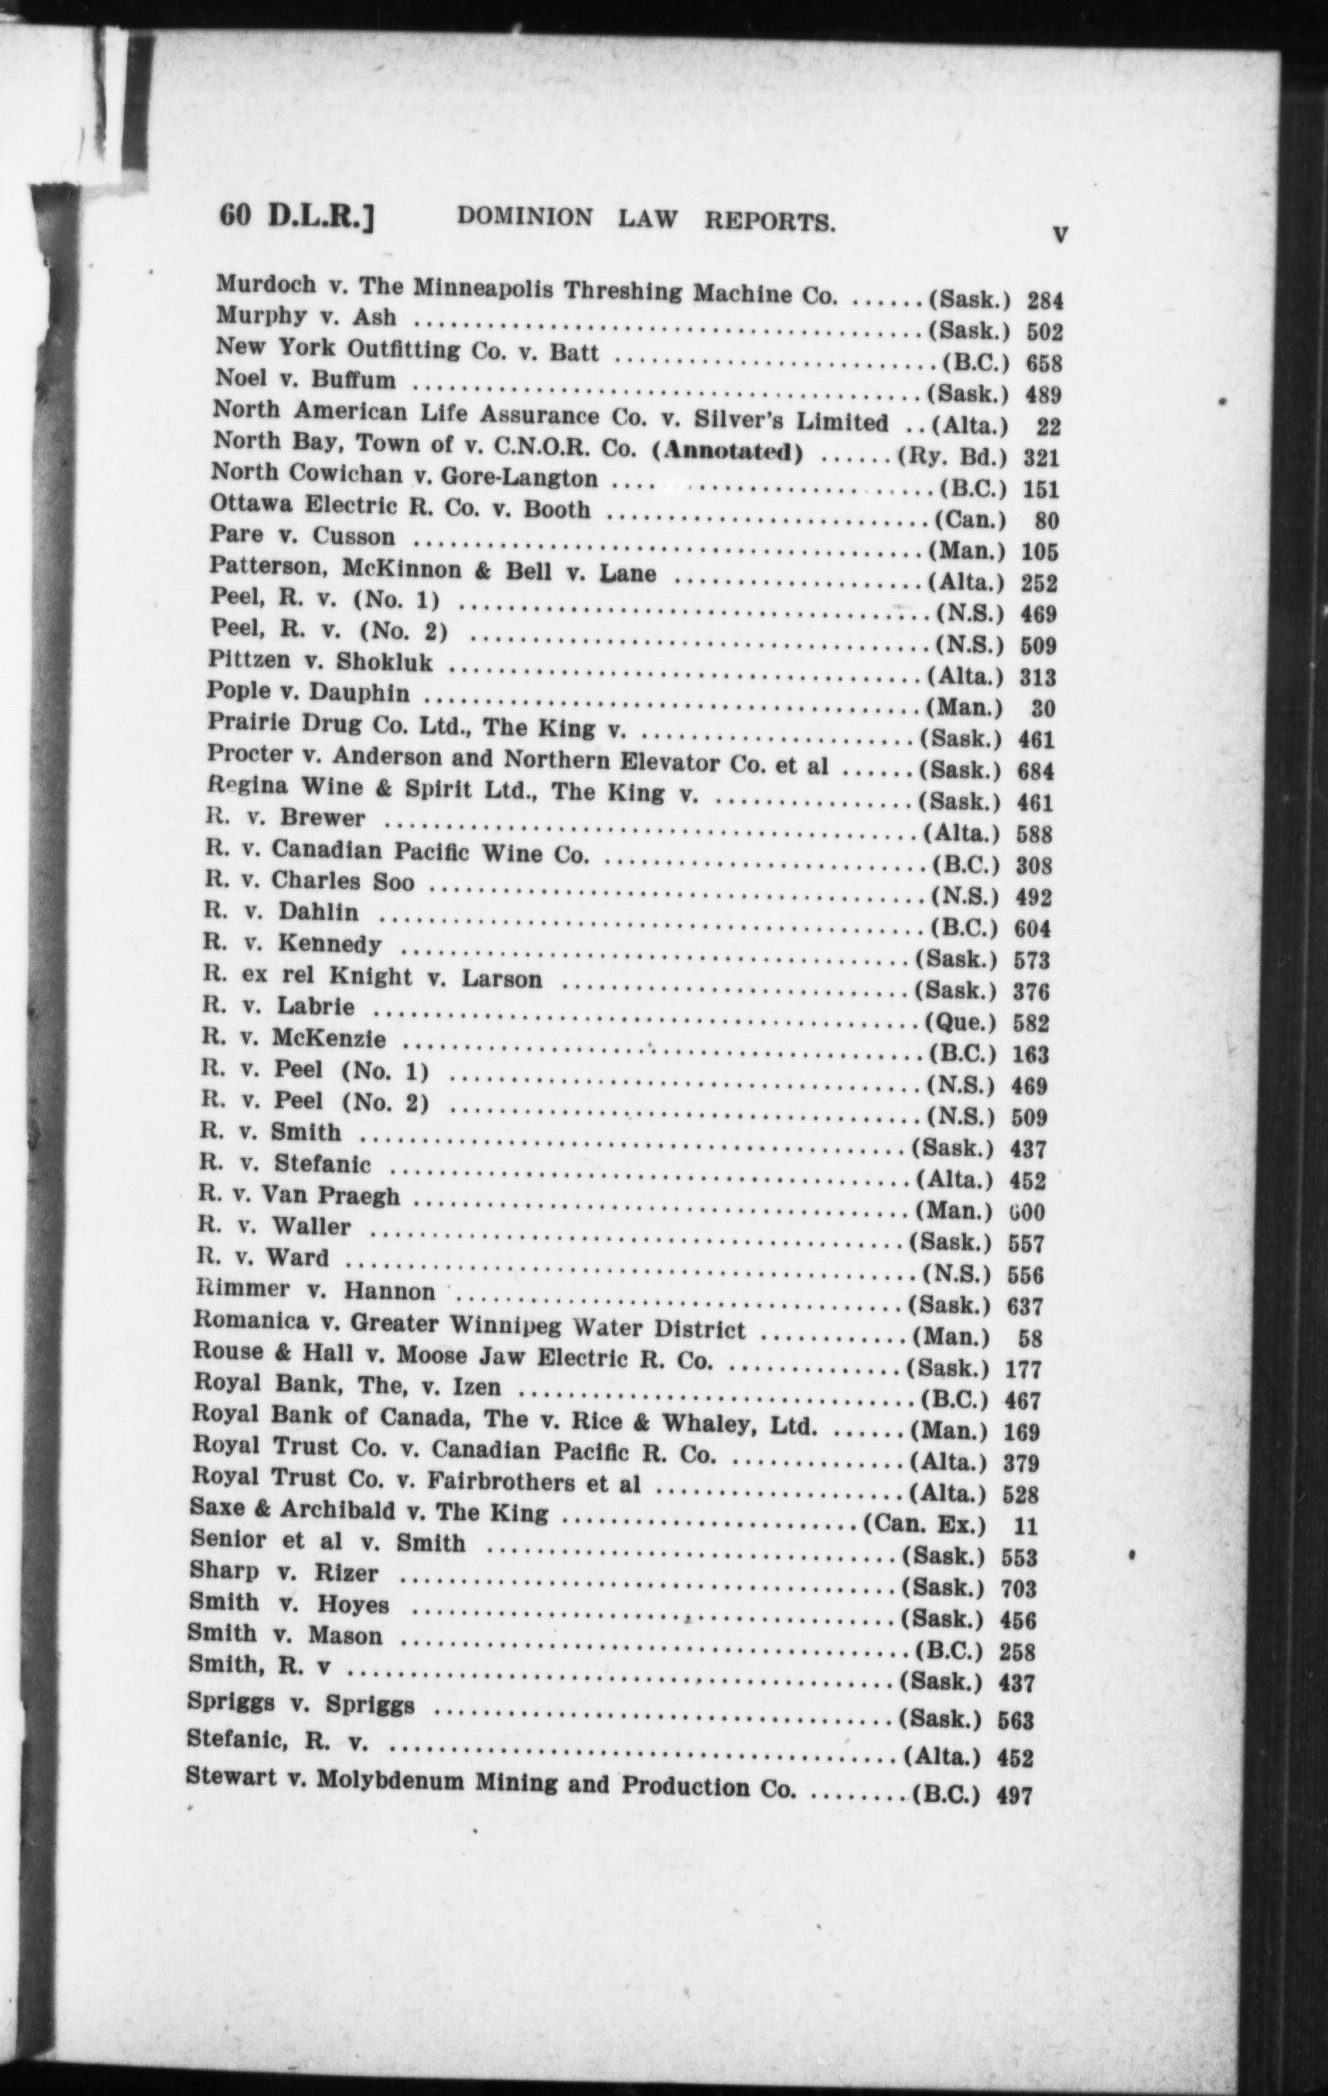 60 D.L.R.] DOMINION LAW REPORTS. v
Murdoch v. The Minneapolis Threshing Machine Co. ......(Sask.) 284
Murphy v. Ash ..........................................(Sask.) 502
New York Outfitting Co. v. Batt ...........................(B.C.) 658
Noel v. Buffum ..........................................(Sask.) 489
North American Life Assurance Co. v. Silver's Limited ..(Alta.) 22
North Bay, Town of v. C.N.O.R. Co. (Annotated) ......(Ry. Bd.) 321
North Cowichan v. Gore-Langton ...........................(B.C.) 151
Ottawa Electric R. Co. v. Booth ...........................(Can.) 80
Pare v. Cusson ..........................................(Man.) 105
Patterson, McKinnon & Bell v. Lane .....................(Alta.) 252
Peel, R. v. (No. 1) .......................................(N.S.) 469
Peel, R. v. (No. 2) ......................................(N.S.) 509
Pittzen v. Shokluk .......................................(Alta.) 313
Pople v. Dauphin .........................................(Man.) 30
Prairie Drug Co. Ltd., The King v. .......................(Sask.) 461
Procter v. Anderson and Northern Elevator Co. et al ......(Sask.) 684
Regina Wine & Spirit Ltd., The King v. .................(Sask.) 461
R. v. Brewer ............................................(Alta.) 588
R. v. Canadian Pacific Wine Co. ...........................(B.C.) 308
R. v. Charles Soo .........................................(N.S.) 492
R. v. Dahlin .............................................(B.C.) 604
R. v. Kennedy ..........................................(Sask.) 573
R. ex rel Knight v. Larson .............................(Sask.) 376
R. v. Labrie .............................................(Que.) 582
R. v. McKenzie ...........................................(B.C.) 163
R. v. Peel (No. 1) .......................................(N.S.) 469
R. v. Peel (No. 2) .......................................(N.S.) 509
R. v. Smith .............................................(Sask.) 437
R. v. Stefanic ...........................................(Alta.) 452
R. v. Van Praegh .........................................(Man.) 600
R. v. Waller ............................................(Sask.) 557
R. v. Ward ...............................................(N.S.) 556
Rimmer v. Hannon .....................................(Sask.) 637
Romanica v. Greater Winnipeg Water District ............(Man.) 58
Rouse & Hall v. Moose Jaw Electric R. Co. ...............(Sask.) 177
Royal Bank, The, v. Izen .................................(B.C.) 467
Royal Bank of Canada, The v. Rice & Whaley, Ltd. ......(Man.) 169
Royal Trust Co. v. Canadian Pacific R. Co. ...............(Alta.) 379
Royal Trust Co. v. Fairbrothers et al .....................(Alta.) 528
Saxe & Archibald v. The King .........................(Can. Ex.) 11
Senior et al v. Smith ..................................(Sask.) 553
Sharp v. Rizer .........................................(Sask.) 703
Smith v. Hoyes ........................................(Sask.) 456
Smith v. Mason ..........................................(B.C.) 258
Smith, R. v .............................................(Sask.) 437
Spriggs v. Spriggs ......................................(Sask.) 563
Stefanic, R. v. ..........................................(Alta.) 452
Stewart v. Molybdenum Mining and Production Co. ........(B.C.) 497